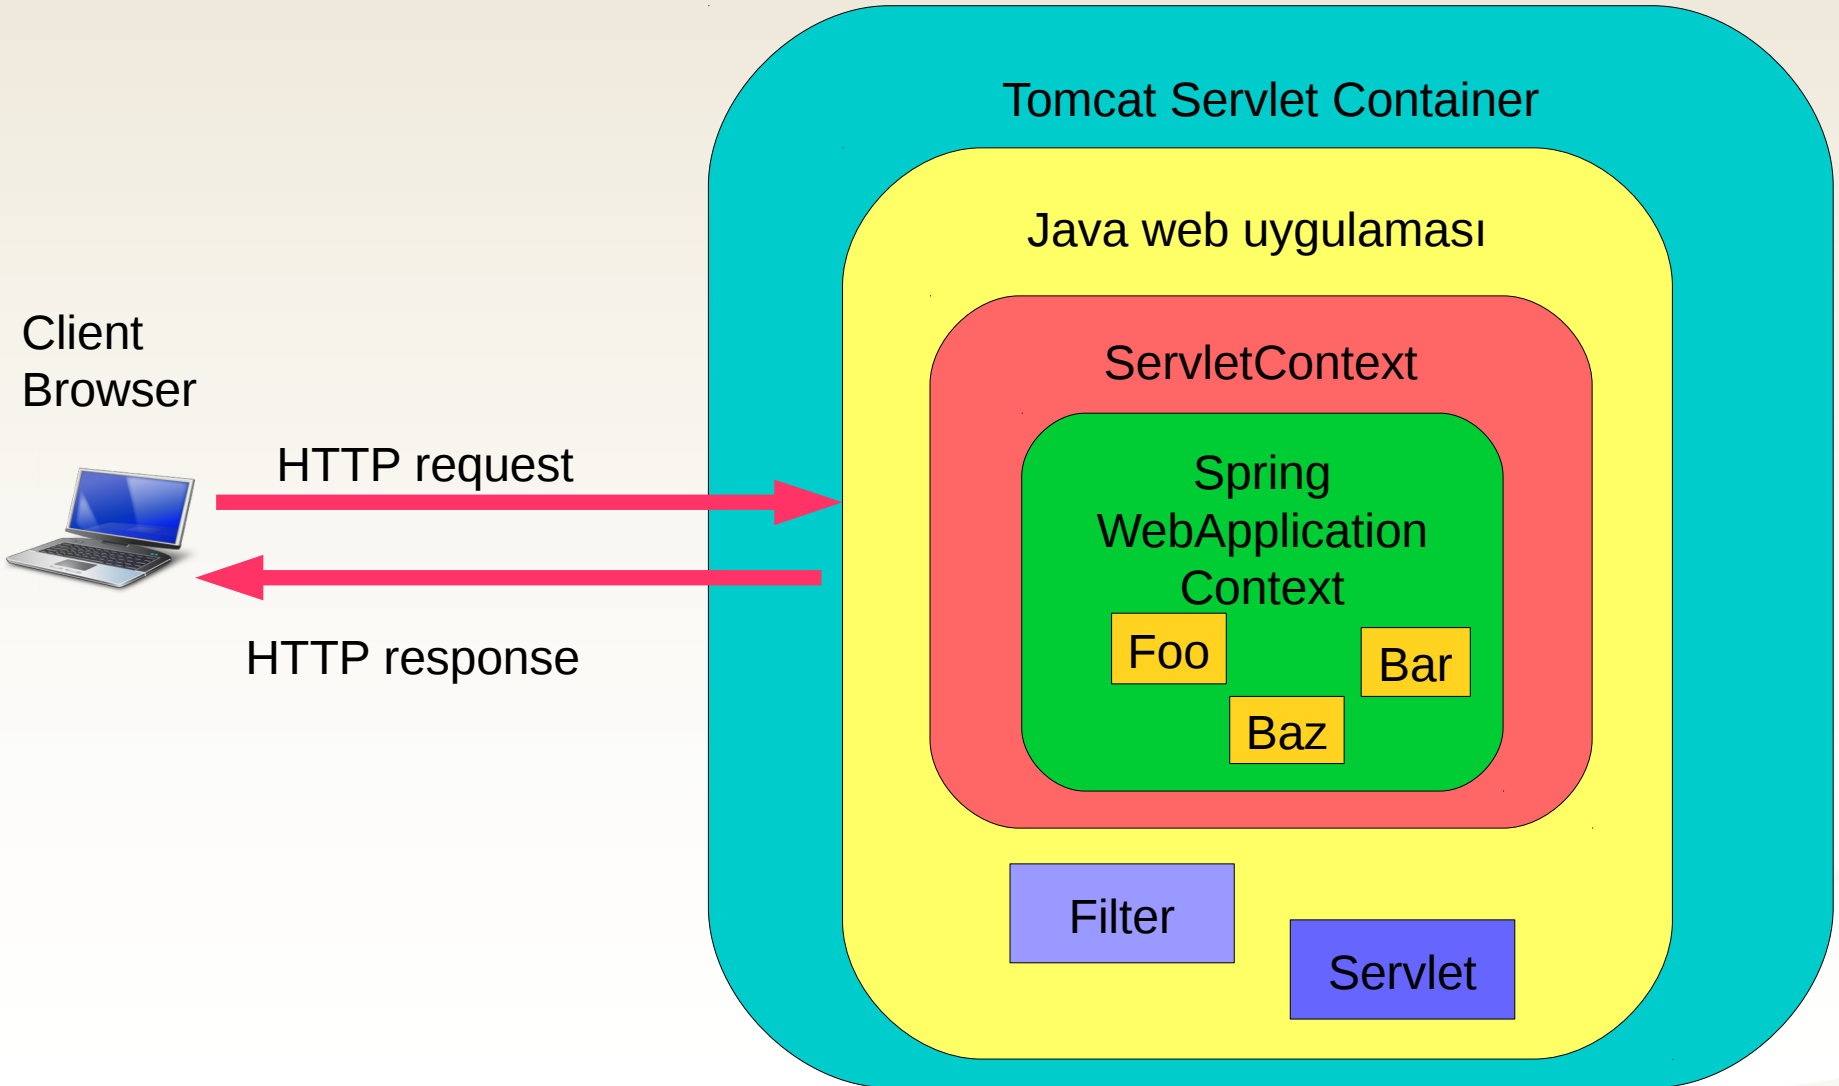 Tomcat Servlet Container
Java web uygulaması
Client
Browser
ServletContext
HTTP request
Spring
WebApplication
Context
HTTP response
Foo
Bar
Baz
Filter
Servlet